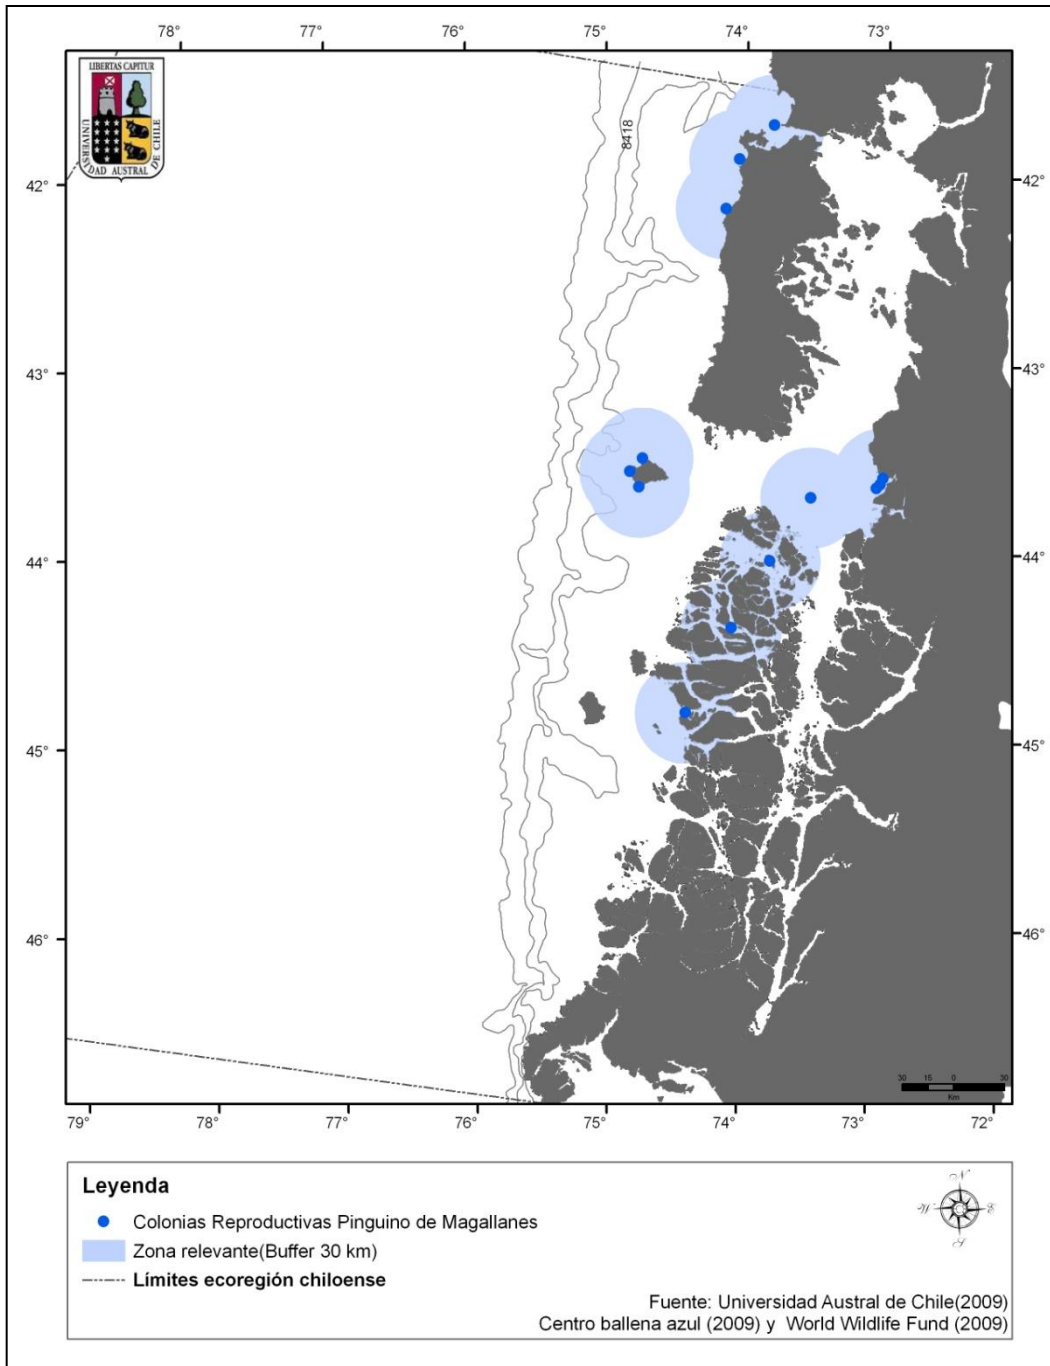 78° 77° 76° 75° 74° 73°
LIBERTAS CAPITUR
UNIVERSIDAD AUSTRAL DE CHILE
8418
42° 42°
43° 43°
44° 44°
45° 45°
46° 46°
30 15 0 30
Km
79° 78° 77° 76° 75° 74° 73° 72°
Leyenda
N
W E
S
Colonias Reproductivas Pinguino de Magallanes
Zona relevante(Buffer 30 km)
Límites ecoregión chiloense
Fuente: Universidad Austral de Chile(2009)
Centro ballena azul (2009) y World Wildlife Fund (2009)